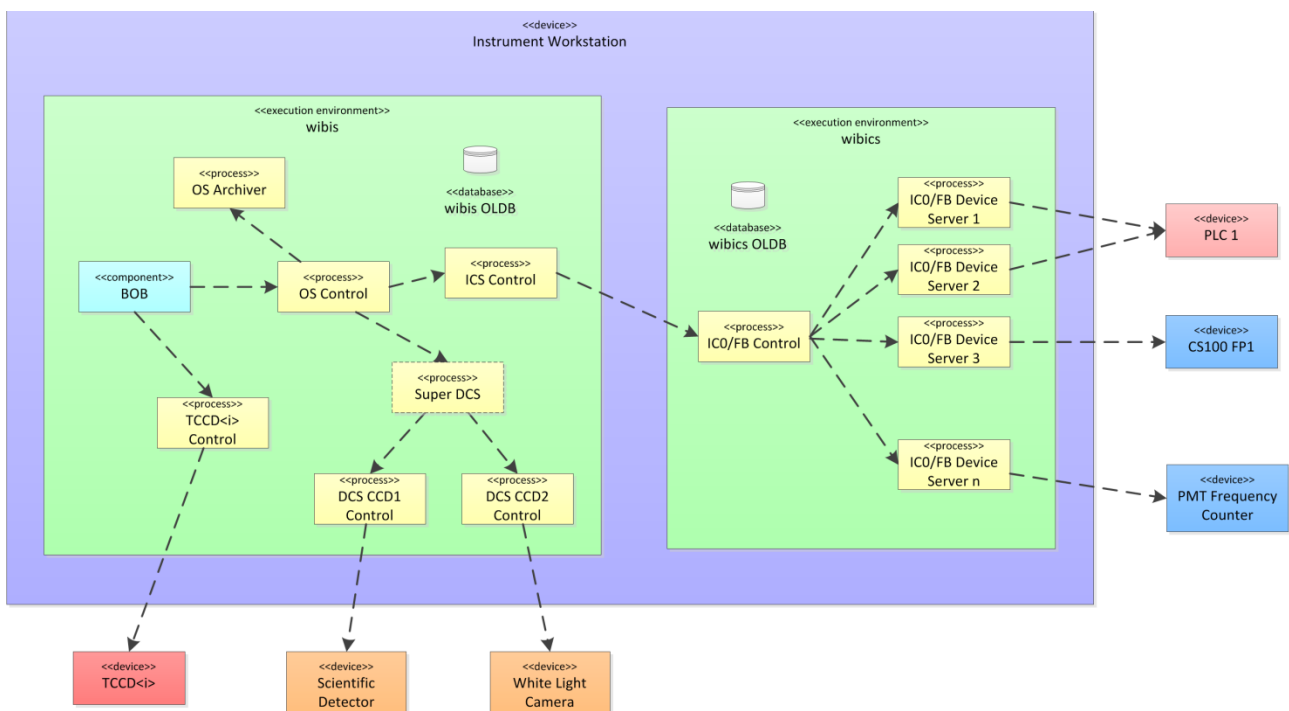 <<device>>
Instrument Workstation
<<execution environment>>
wibis
<<process>>
OS Archiver
<<database>>
wibis OLDB
<<component>>
BOB
<<process>>
OS Control
<<process>>
ICS Control
<<process>>
Super DCS
<<process>>
TCCD<i>
Control
<<process>>
DCS CCD1
Control
<<process>>
DCS CCD2
Control
<<execution environment>>
wibics
<<database>>
wibics OLDB
<<process>>
IC0/FB Control
<<process>>
IC0/FB Device
Server 1
<<process>>
IC0/FB Device
Server 2
<<process>>
IC0/FB Device
Server 3
<<process>>
IC0/FB Device
Server n
<<device>>
PLC 1
<<device>>
CS100 FP1
<<device>>
PMT Frequency
Counter
<<device>>
TCCD<i>
<<device>>
Scientific
Detector
<<device>>
White Light
Camera